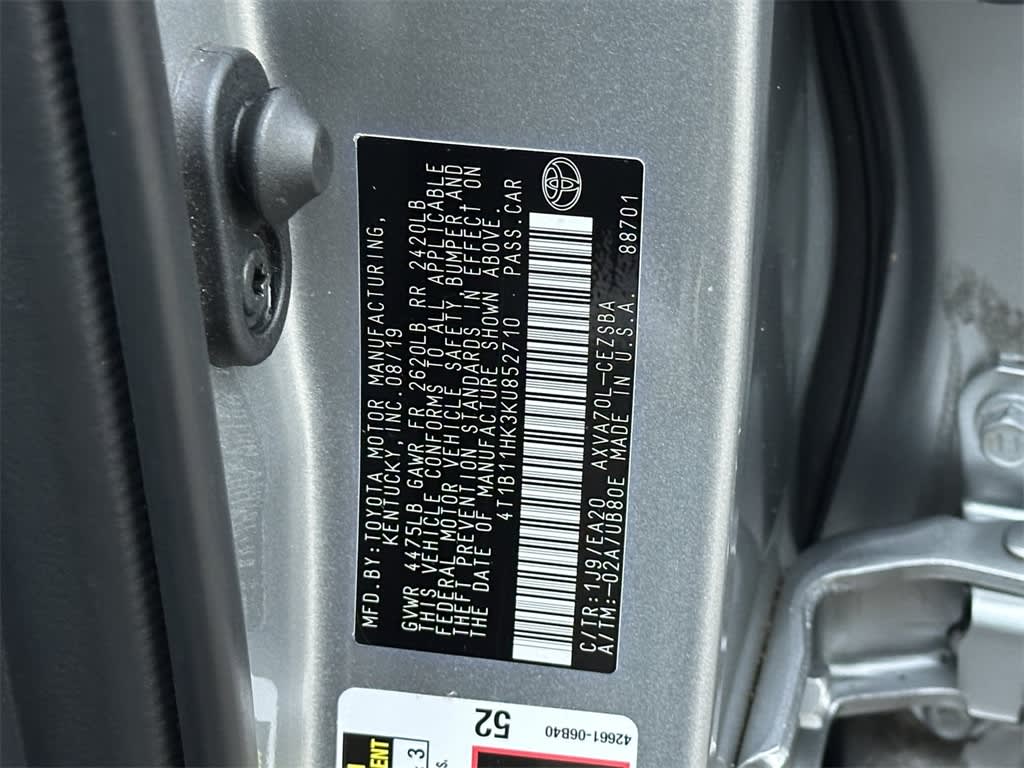 MFD.BY:TOYOTA MOTOR MANUFACTURING,
KENTUCKY, INC.08/19
GVWR 4475LB GAWR FR 2620LB RR 2420LB
THIS VEHICLE CONFORMS TO ALL APPLICABLE
FEDERAL MOTOR VEHICLE SAFETY, BUMPER AND
THEFT PREVENTION STANDARDS IN EFFECT ON
THE DATE OF MANUFACTURE SHOWN ABOVE.
4T1B11HK3KU852710 PASS.CAR
C/TR:1J9/EA20 AXVA70L-CEZSBA
A/TM:-02A/UB80E MADE IN U.S.A. 88701
52
42661-06B40
3